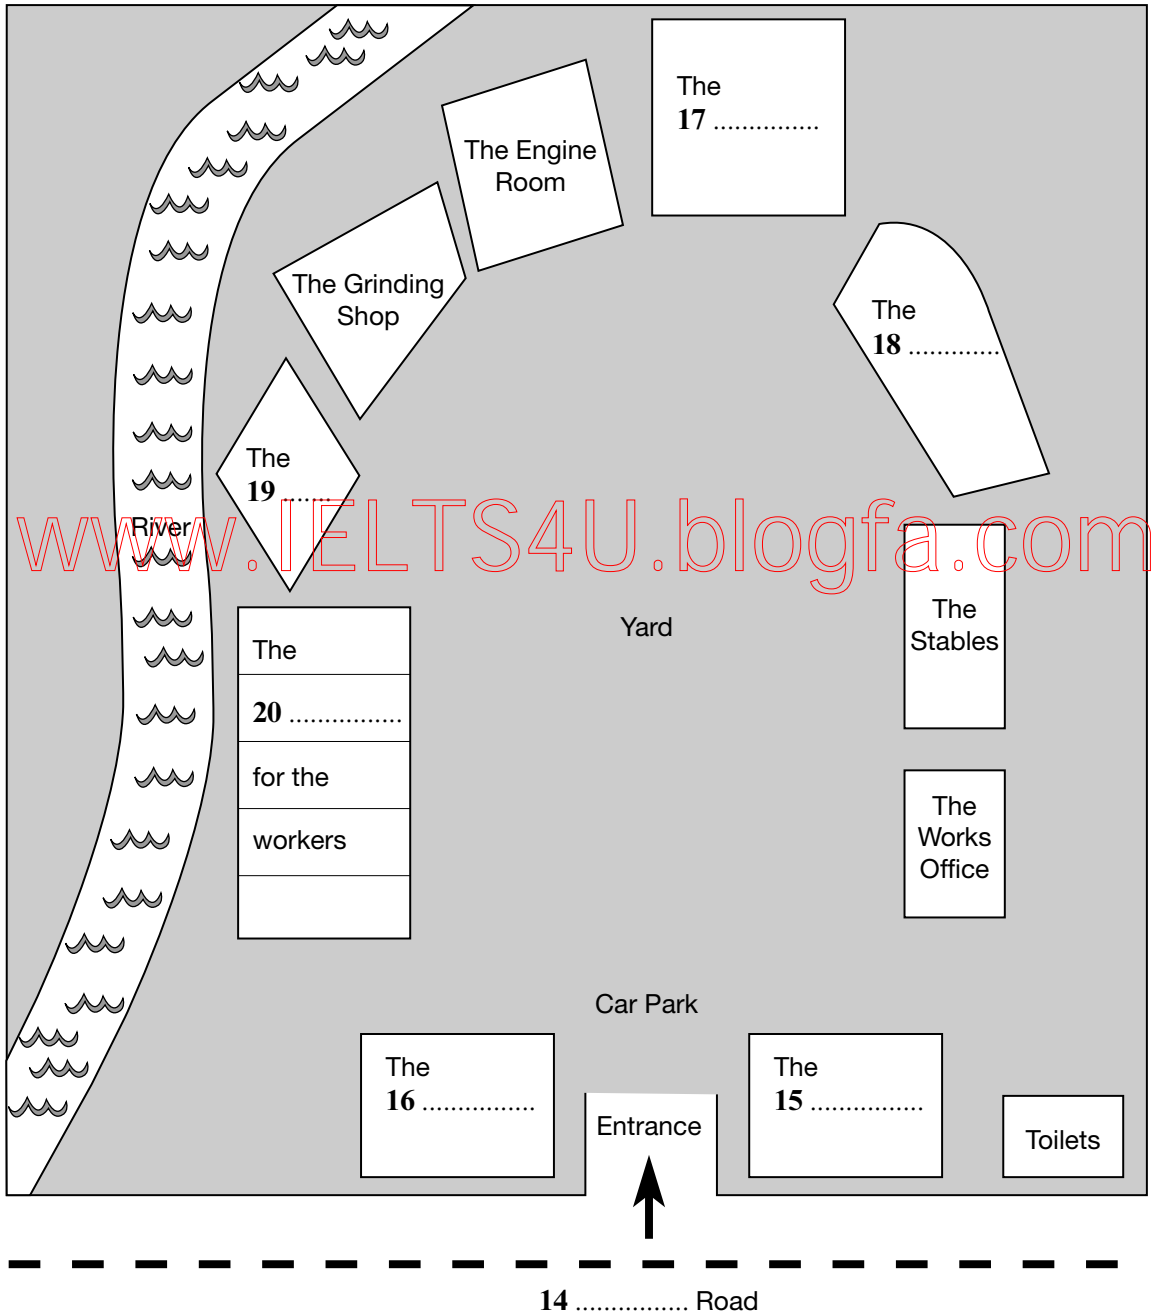 The
17 ...............
The Engine
Room
The Grinding
Shop
The
18 .............
The
19 .......
www.IELTS4U.blogfa.com
River
The
Stables
Yard
The
20 ................
for the
workers
The
Works
Office
Car Park
The
16 ................
The
15 ................
Entrance
Toilets
14 ................ Road